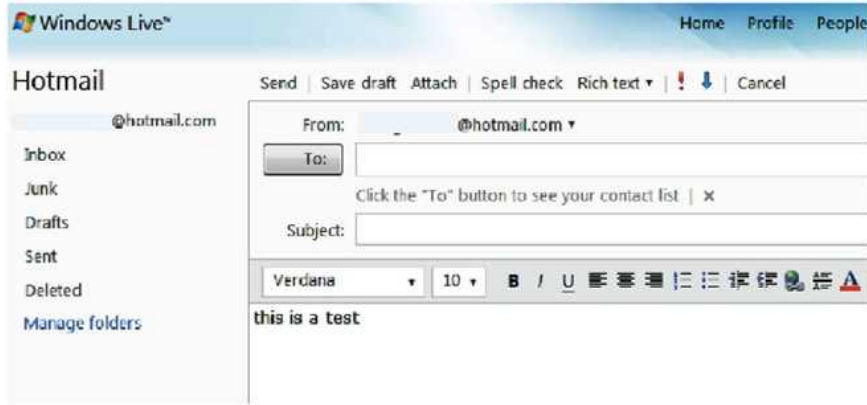 Windows Live™
Home Profile People
Hotmail
Send | Save draft Attach | Spell check Rich text ▾ | Cancel
@hotmail.com
From: @hotmail.com ▾
Inbox
To:
Junk
Click the "To" button to see your contact list | ×
Drafts
Subject:
Sent
Deleted
Verdana 10 B I U A
Manage folders
this is a test